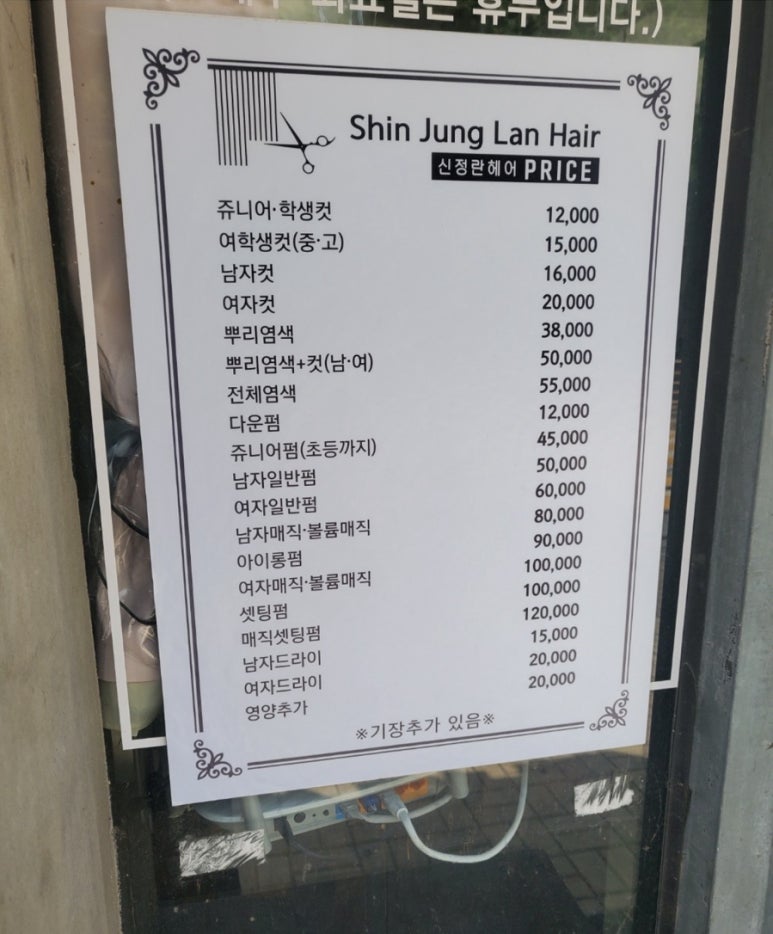 휴무입니다.)
Shin Jung Lan Hair
신정란헤어 PRICE
쥬니어·학생컷 12,000
여학생컷(중·고) 15,000
남자컷 16,000
여자컷 20,000
뿌리염색 38,000
뿌리염색+컷(남·여) 50,000
전체염색 55,000
다운펌 12,000
쥬니어펌(초등까지) 45,000
남자일반펌 50,000
여자일반펌 60,000
남자매직·볼륨매직 80,000
아이롱펌 90,000
여자매직·볼륨매직 100,000
셋팅펌 100,000
매직셋팅펌 120,000
남자드라이 15,000
여자드라이 20,000
영양추가 20,000
※기장추가 있음※